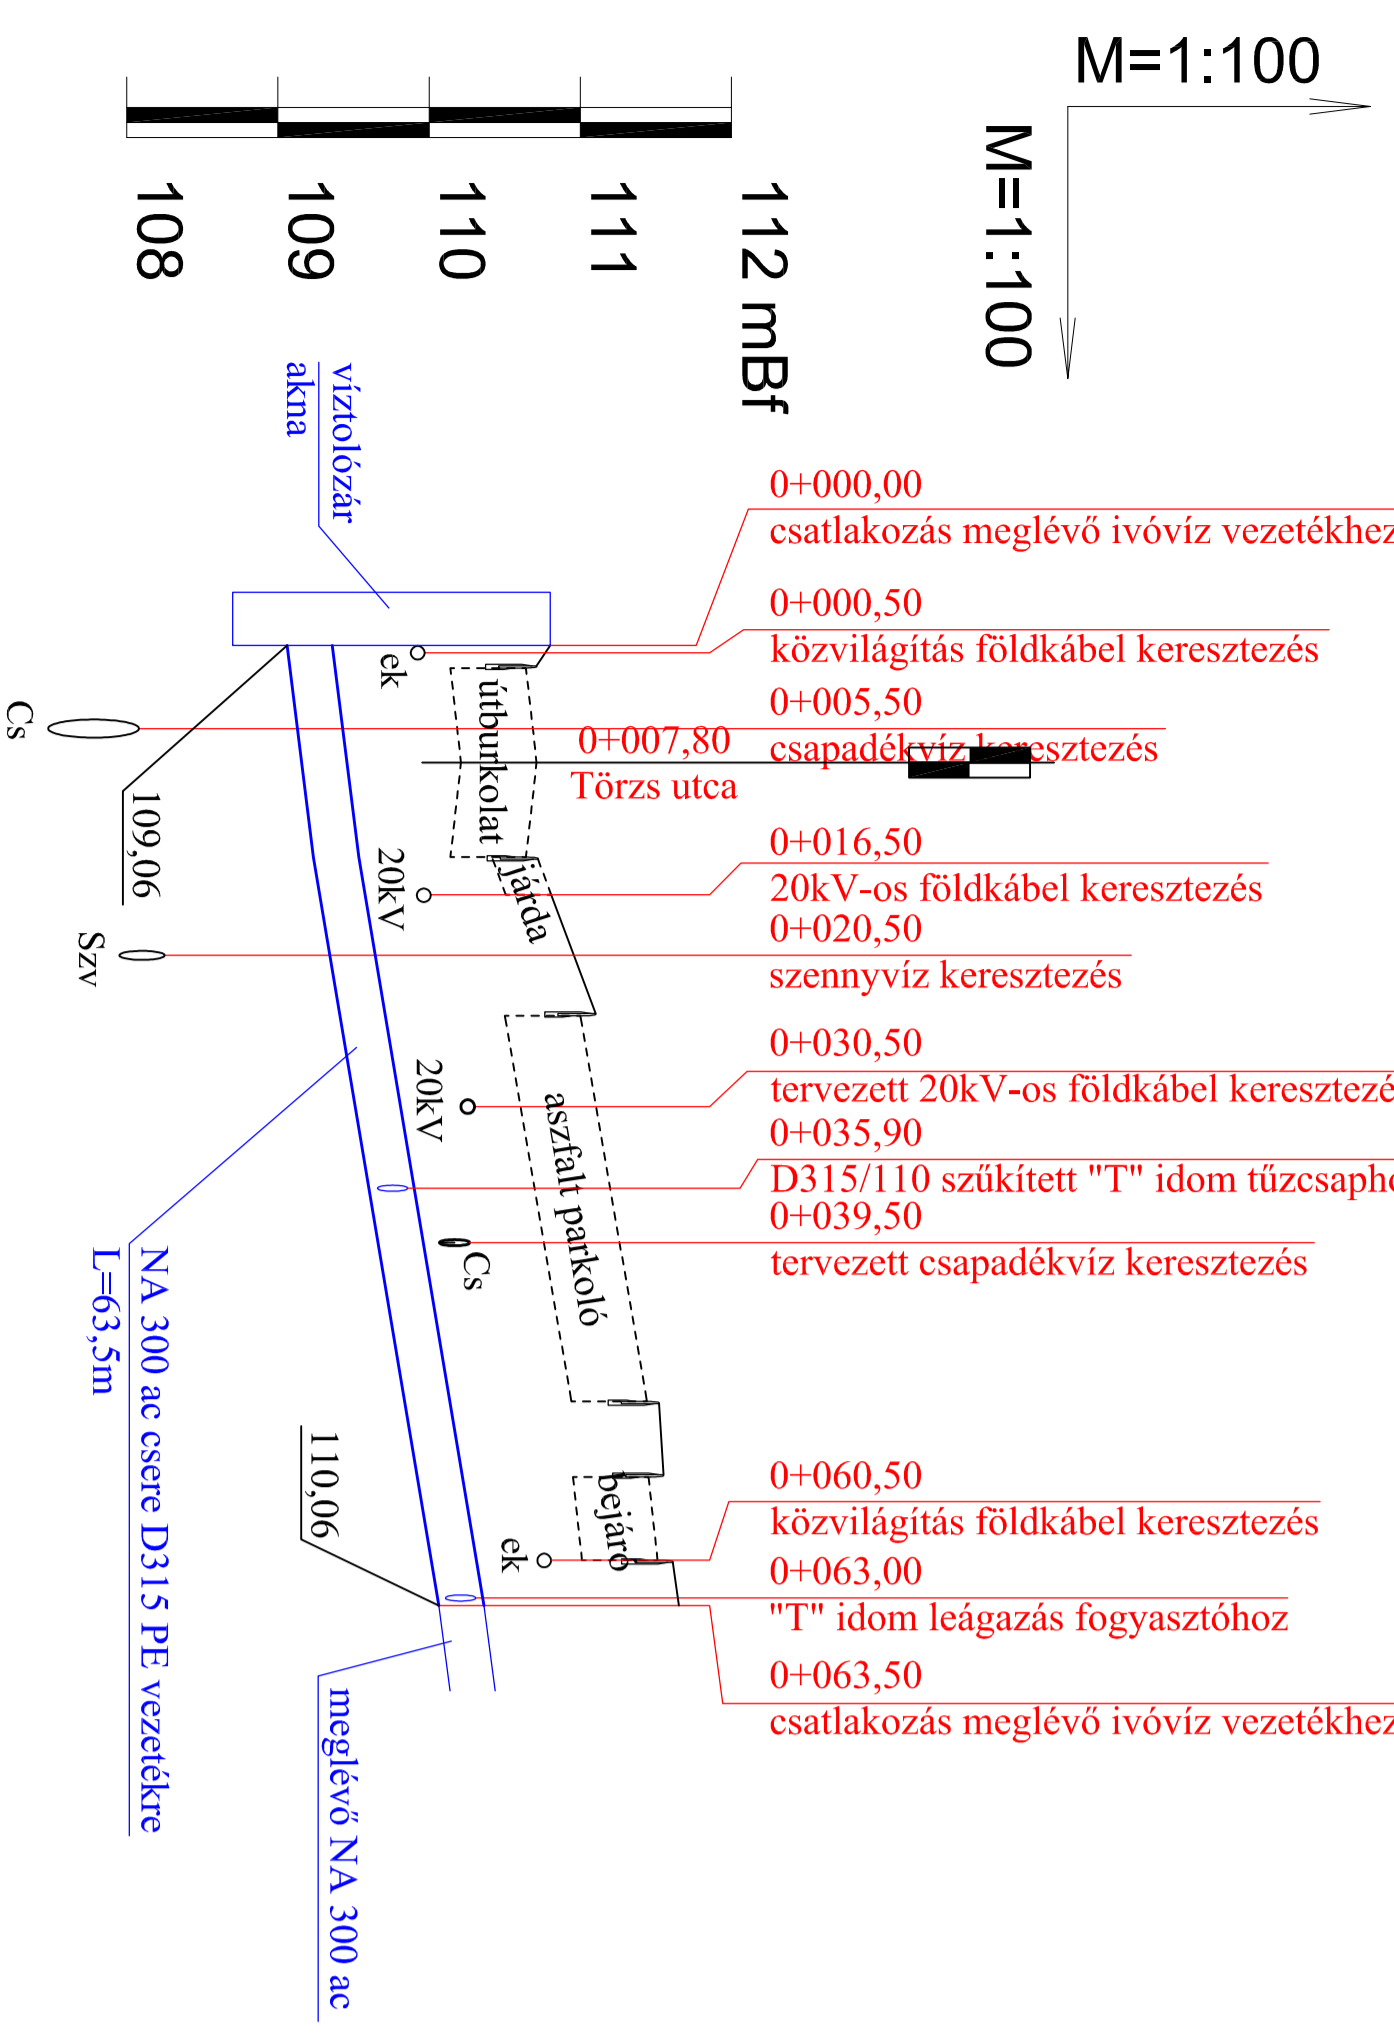 M=1:100
M=1:100
112 mBf
111
110
109
108
víztolózár
akna
0+000,00
csatlakozás meglévő ivóvíz vezetékhez
0+000,50
közvilágítás földkábel keresztezés
0+005,50
csapadékvíz keresztezés
0+007,80
Törzs utca
0+016,50
20kV-os földkábel keresztezés
0+020,50
szennyvíz keresztezés
0+030,50
tervezett 20kV-os földkábel keresztezé
0+035,90
D315/110 szűkített "T" idom tűzcsapho
0+039,50
tervezett csapadékvíz keresztezés
0+060,50
közvilágítás földkábel keresztezés
0+063,00
"T" idom leágazás fogyasztóhoz
0+063,50
csatlakozás meglévő ivóvíz vezetékhez
ek
útburkolat
járda
20kV
Cs
109,06
Szv
20kV
aszfalt parkoló
Cs
bejáró
ek
110,06
NA 300 ac csere D315 PE vezetékre
L=63,5m
meglévő NA 300 ac